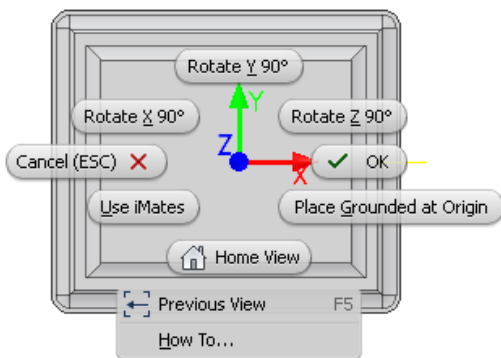 Rotate Y 90°
Rotate X 90°
Rotate Z 90°
Y
Z
X
Cancel (ESC)
OK
Use iMates
Place Grounded at Origin
Home View
Previous View F5
How To...